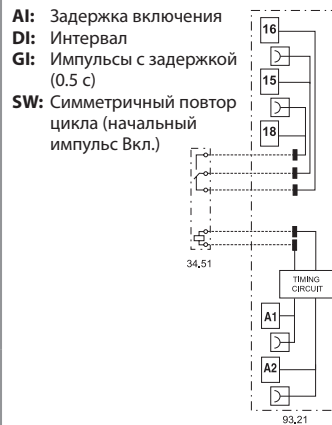 AI: Задержка включения
DI: Интервал
GI: Импульсы с задержкой
(0.5 с)
SW: Симметричный повтор
цикла (начальный
импульс Вкл.)
16
15
18
34.51
TIMING
CIRCUIT
A1
A2
93.21